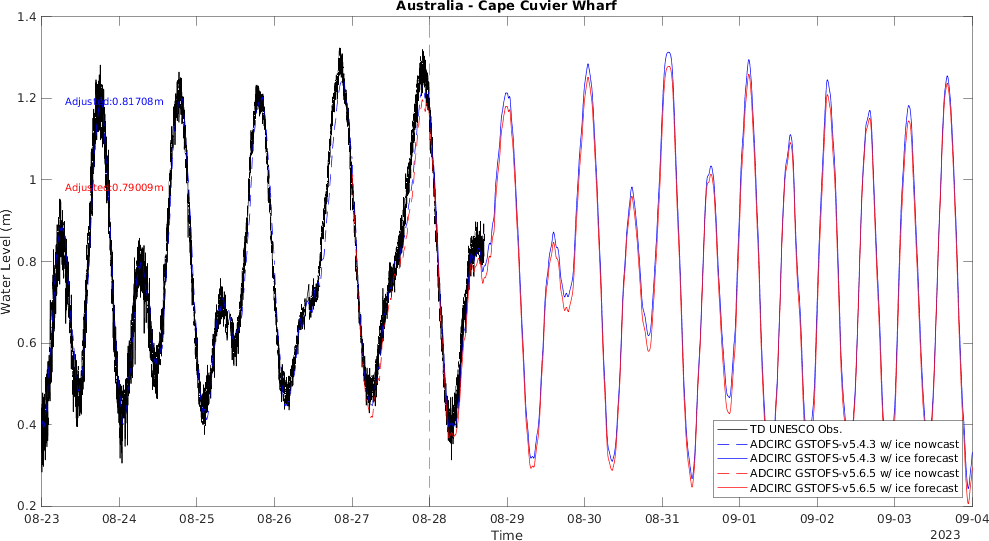 Australia - Cape Cuvier Wharf
1.4
1.2
1
0.8
0.6
0.4
0.2
Water Level (m)
Adjusted:0.81708m
Adjusted:0.79009m
TD UNESCO Obs.
ADCIRC GSTOFS-v5.4.3 w/ ice nowcast
ADCIRC GSTOFS-v5.4.3 w/ ice forecast
ADCIRC GSTOFS-v5.6.5 w/ ice nowcast
ADCIRC GSTOFS-v5.6.5 w/ ice forecast
08-23 08-24 08-25 08-26 08-27 08-28 08-29 08-30 08-31 09-01 09-02 09-03 09-04
Time
2023